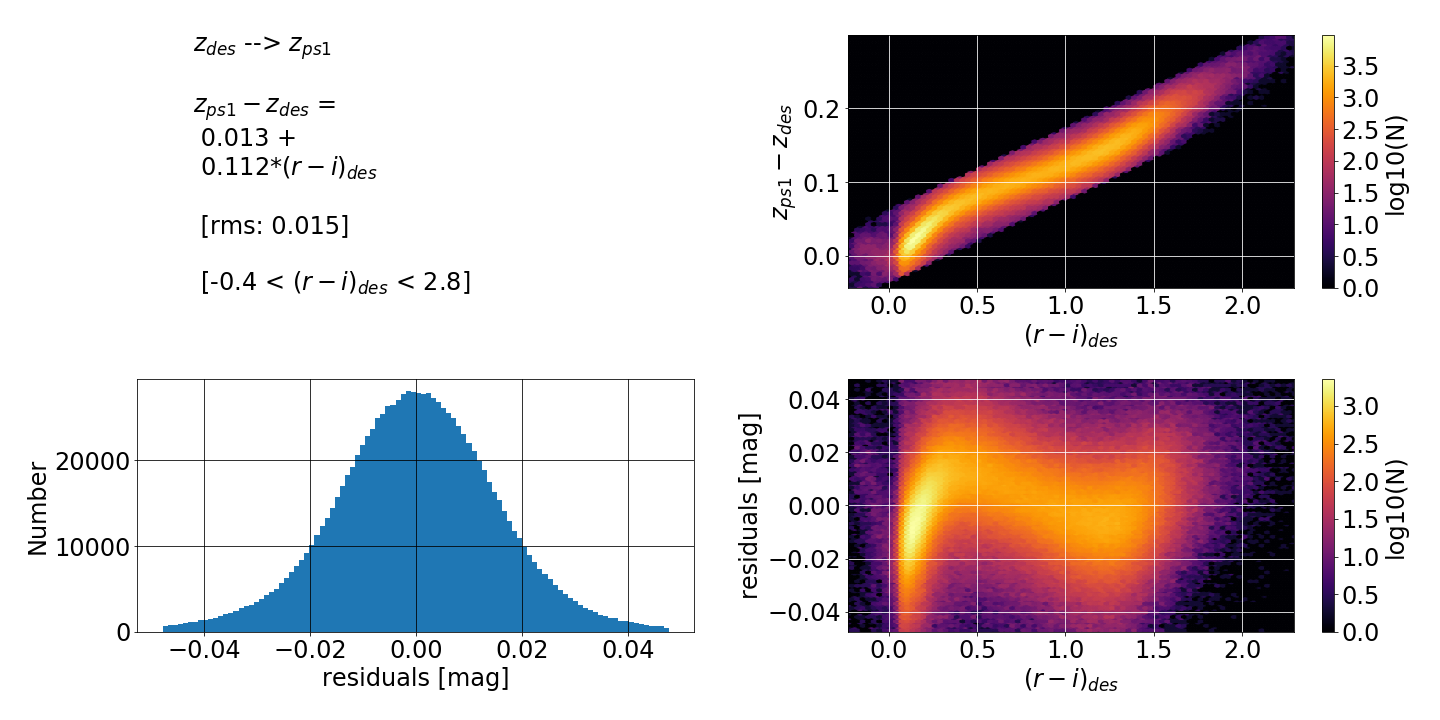 z_des --> z_ps1
z_ps1 − z_des =
0.013 +
0.112*(r − i)_des
[rms: 0.015]
[-0.4 < (r − i)_des < 2.8]
z_ps1 − z_des
0.2
0.1
0.0
0.0 0.5 1.0 1.5 2.0
(r − i)_des
3.5
3.0
2.5
2.0
1.5
1.0
0.5
0.0
log10(N)
Number
20000
10000
0
−0.04 −0.02 0.00 0.02 0.04
residuals [mag]
residuals [mag]
0.04
0.02
0.00
−0.02
−0.04
0.0 0.5 1.0 1.5 2.0
(r − i)_des
3.0
2.5
2.0
1.5
1.0
0.5
0.0
log10(N)